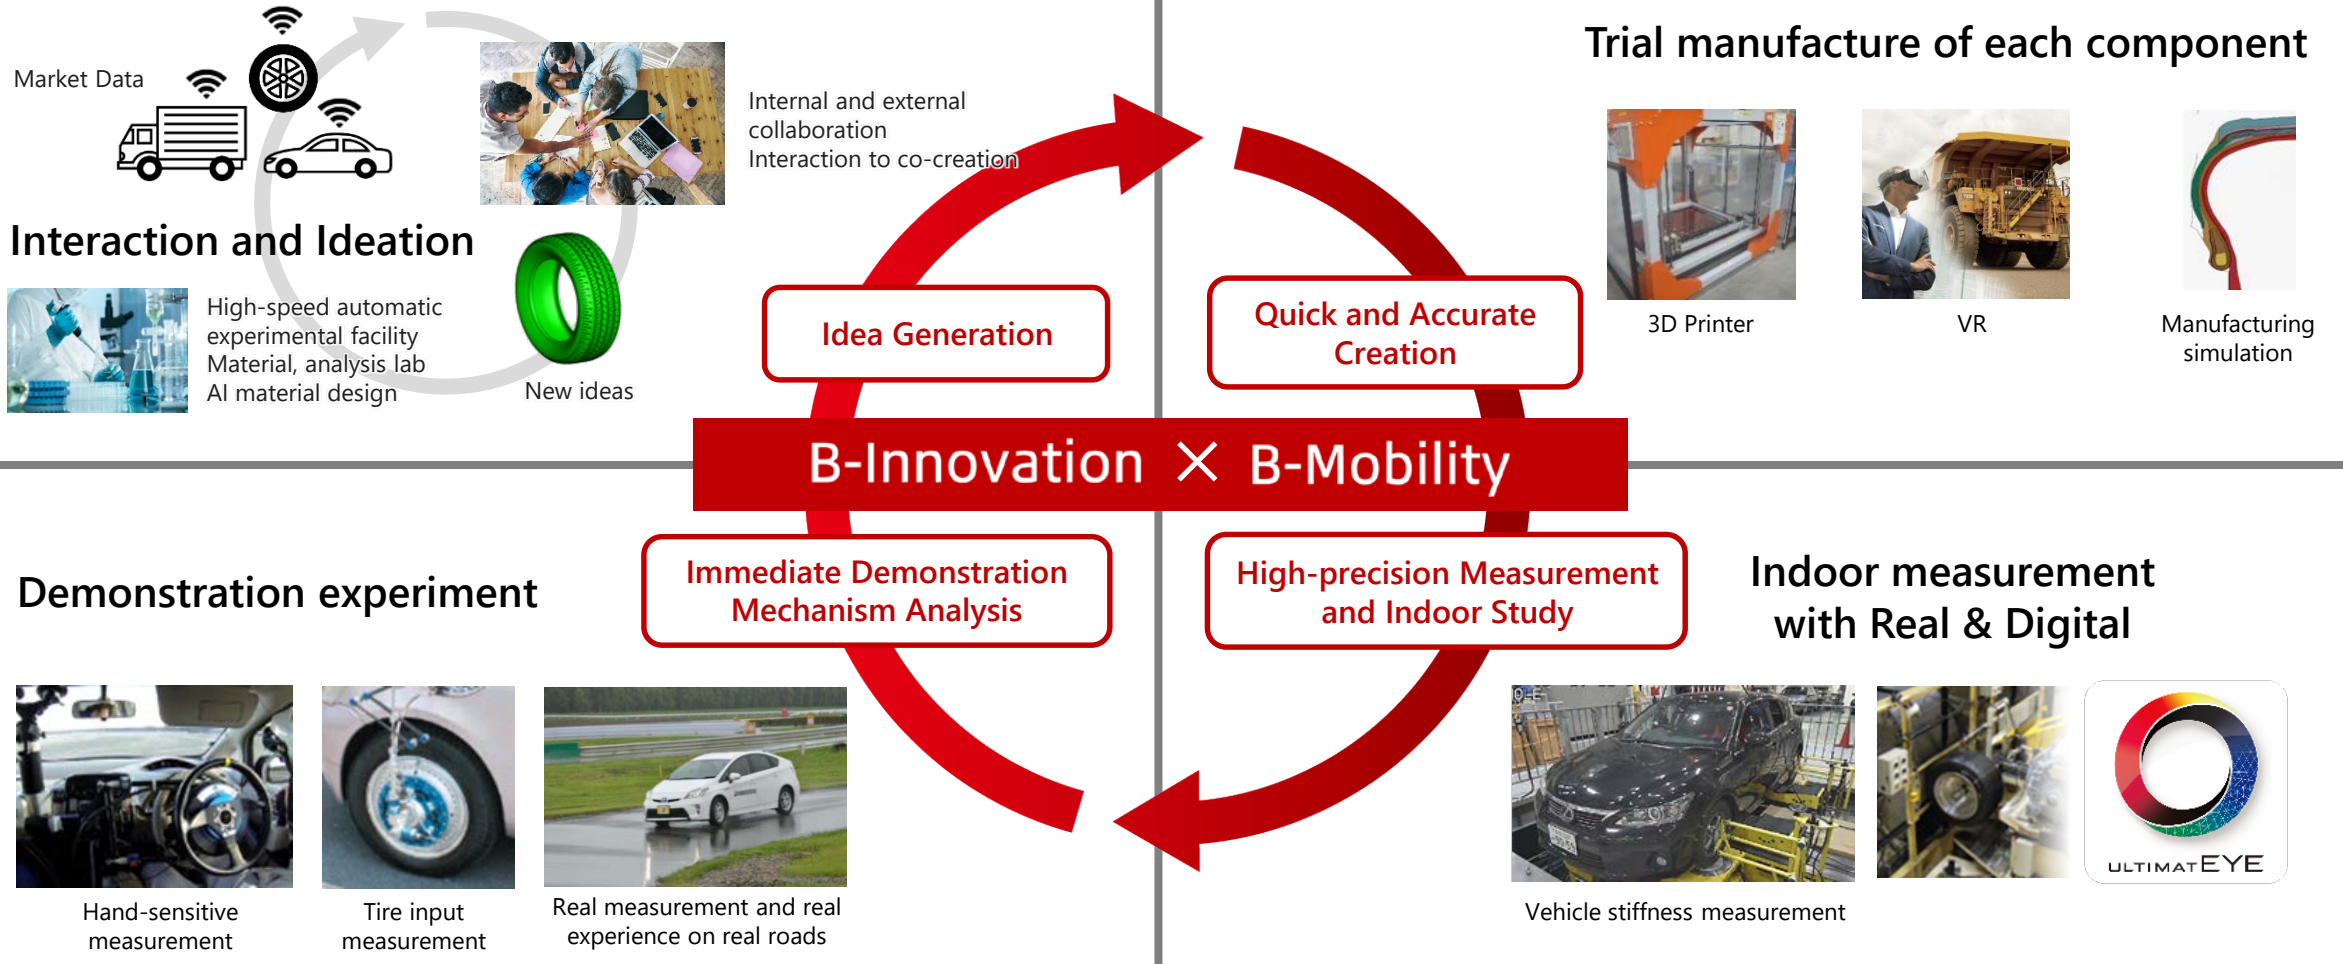 Market Data
Internal and external
collaboration
Interaction to co-creation
Interaction and Ideation
High-speed automatic
experimental facility
Material, analysis lab
AI material design
New ideas
Idea Generation
Trial manufacture of each component
3D Printer
VR
Manufacturing
simulation
Quick and Accurate
Creation
B-Innovation × B-Mobility
Demonstration experiment
Immediate Demonstration
Mechanism Analysis
Hand-sensitive
measurement
Tire input
measurement
Real measurement and real
experience on real roads
High-precision Measurement
and Indoor Study
Indoor measurement
with Real & Digital
Vehicle stiffness measurement
ULTIMATEYE